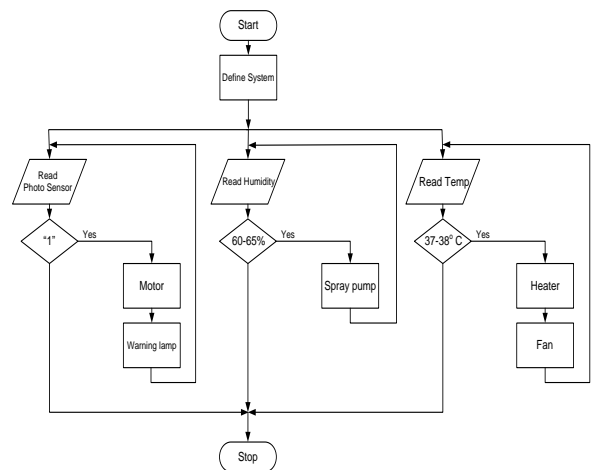 Start
Define System
Read
Photo Sensor
Read Humidity
Read Temp
"1"
Yes
60-65%
Yes
37-38° C
Yes
Motor
Spray pump
Heater
Warning lamp
Fan
Stop